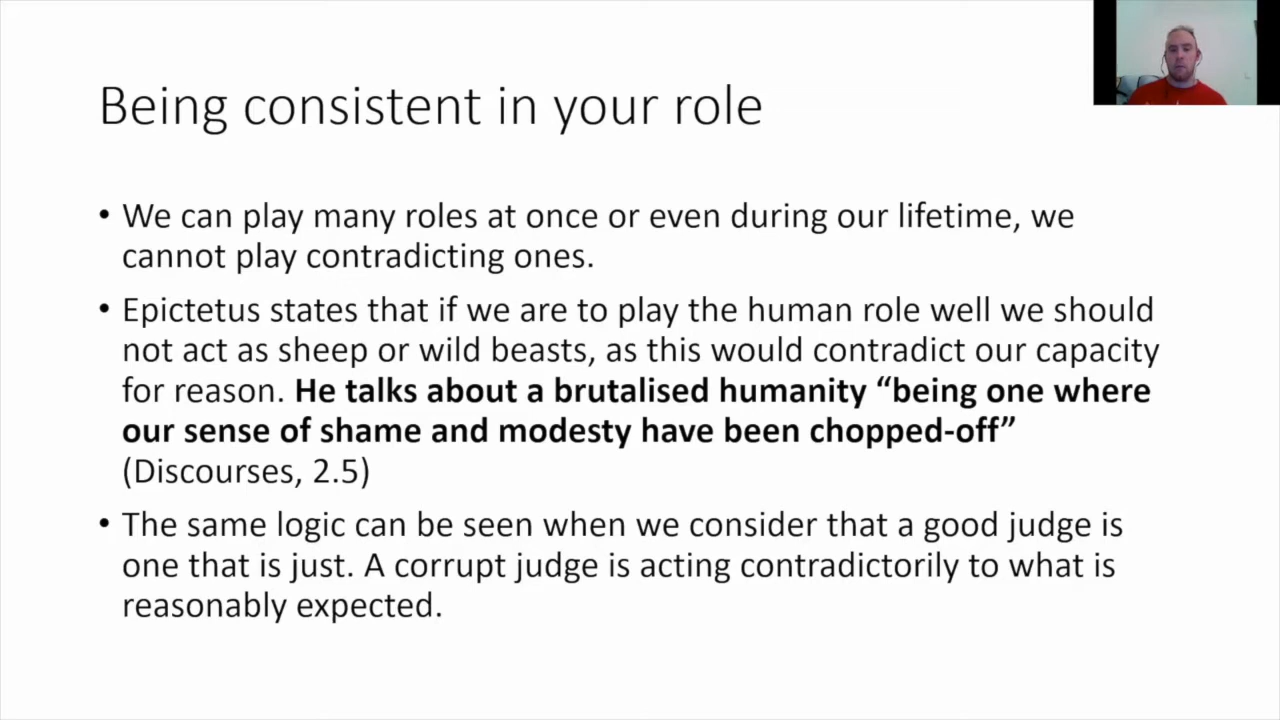 Being consistent in your role
• We can play many roles at once or even during our lifetime, we
cannot play contradicting ones.
• Epictetus states that if we are to play the human role well we should
not act as sheep or wild beasts, as this would contradict our capacity
for reason. He talks about a brutalised humanity “being one where
our sense of shame and modesty have been chopped-off”
(Discourses, 2.5)
• The same logic can be seen when we consider that a good judge is
one that is just. A corrupt judge is acting contradictorily to what is
reasonably expected.